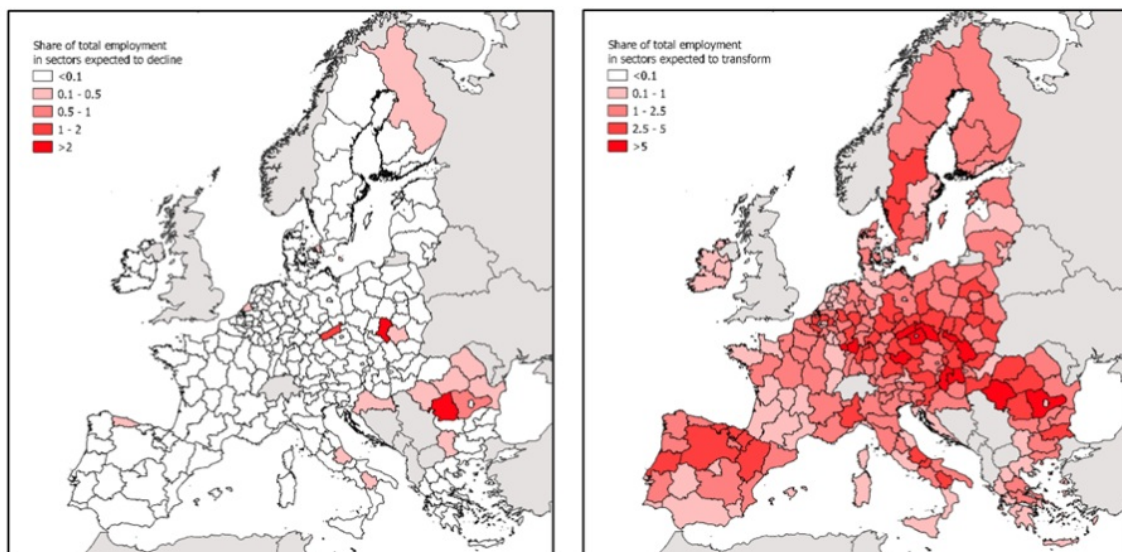 Share of total employment
in sectors expected to decline
<0.1
0.1 - 0.5
0.5 - 1
1 - 2
>2
Share of total employment
in sectors expected to transform
<0.1
0.1 - 1
1 - 2.5
2.5 - 5
>5